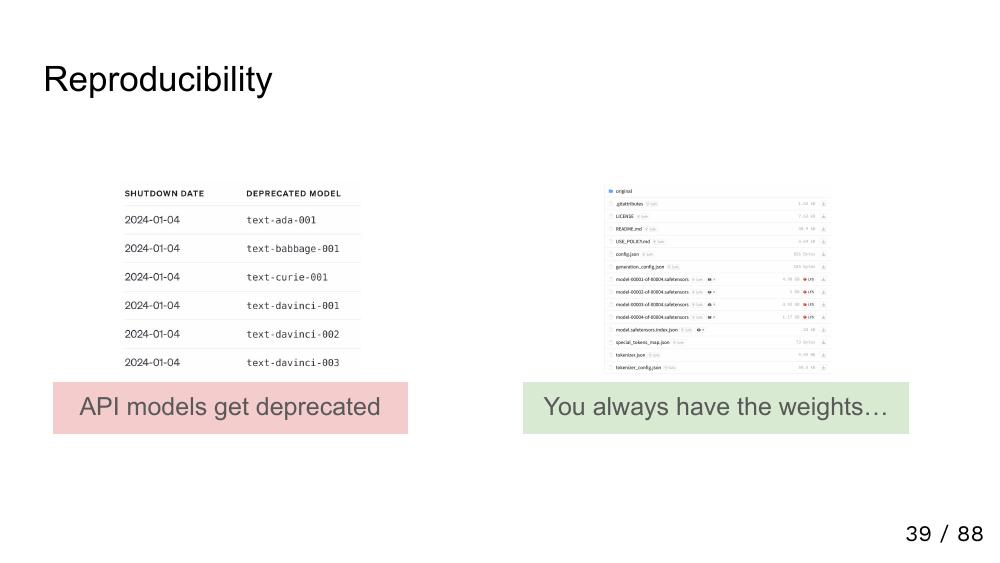 Reproducibility
SHUTDOWN DATE DEPRECATED MODEL
2024-01-04 text-ada-001
2024-01-04 text-babbage-001
2024-01-04 text-curie-001
2024-01-04 text-davinci-001
2024-01-04 text-davinci-002
2024-01-04 text-davinci-003
API models get deprecated
original
.gitattributes
LICENSE
README.md
USE_POLICY.md
config.json
generation_config.json
model-00001-of-00004.safetensors LFS
model-00002-of-00004.safetensors LFS
model-00003-of-00004.safetensors LFS
model-00004-of-00004.safetensors LFS
model.safetensors.index.json
special_tokens_map.json
tokenizer.json
tokenizer_config.json
You always have the weights…
39 / 88